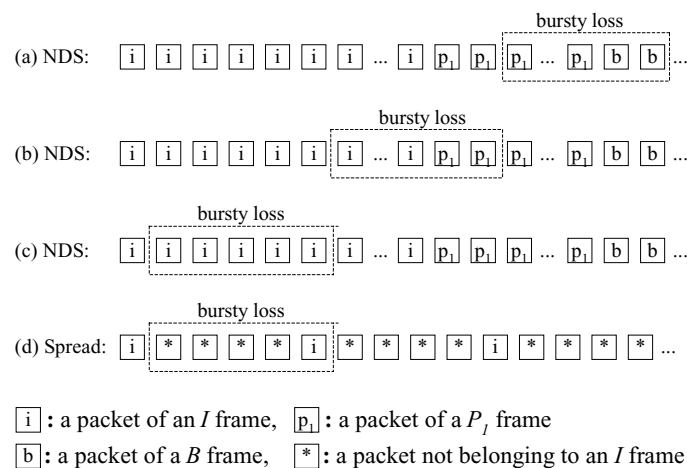 bursty loss
(a) NDS: i i i i i i i ... i p₁ p₁ p₁ ... p₁ b b ...
bursty loss
(b) NDS: i i i i i i i ... i p₁ p₁ p₁ ... p₁ b b ...
bursty loss
(c) NDS: i i i i i i i ... i p₁ p₁ p₁ ... p₁ b b ...
bursty loss
(d) Spread: i * * * * i * * * * i * * * * ...
i : a packet of an I frame, p₁ : a packet of a P₁ frame
b : a packet of a B frame, * : a packet not belonging to an I frame